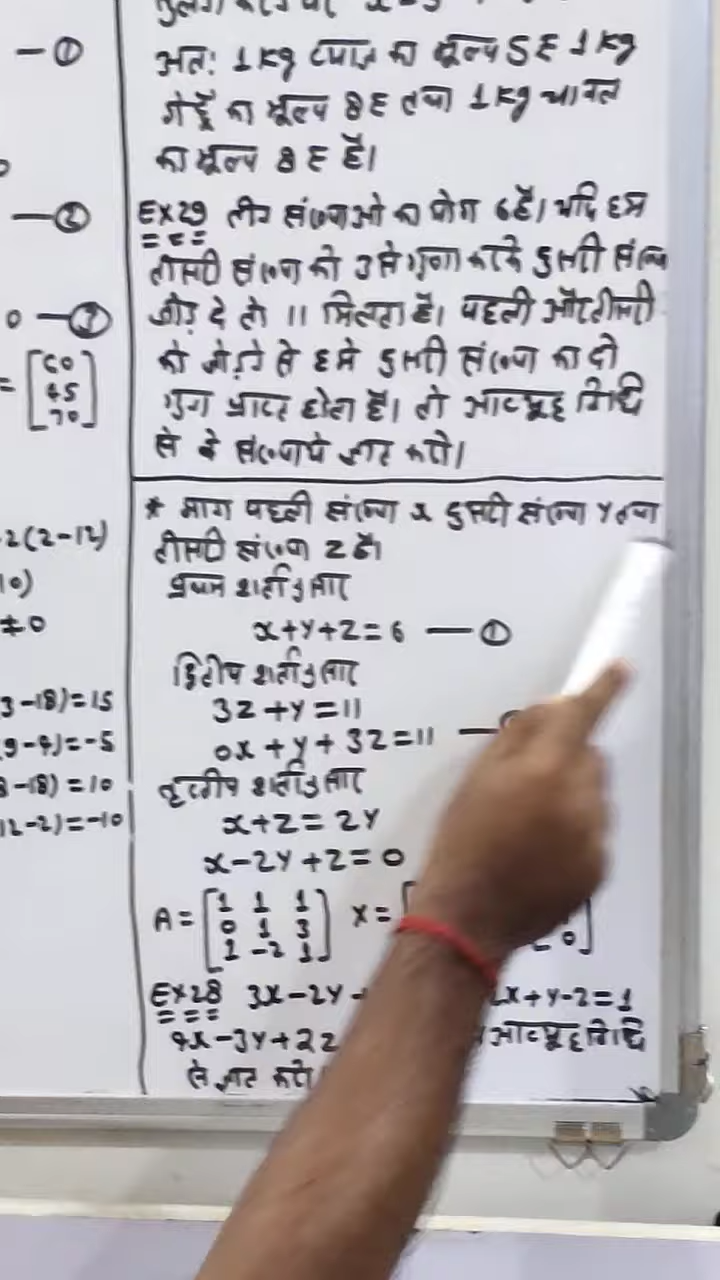 अतः 1 Kg प्याज का मूल्य 5 ₹ 1 Kg
गेहूँ का मूल्य 8 ₹ तथा 1 Kg चावल
का मूल्य 8 ₹ है।
Ex29 तीन संख्याओ का योग 6 है। यदि हम
तीसरी संख्या को 3 से गुणा करके दुसरी संख्या
जोड़ दे तो 11 मिलता है। पहली और तीसरी
को जोड़ने से हमे दुसरी संख्या का दो
गुना प्राप्त होता है। तो आव्यूह विधि
से ये संख्याये ज्ञात करो।
* माना पहली संख्या x दुसरी संख्या y तथा
तीसरी संख्या z है।
प्रथम शर्तानुसार
x+y+z=6 — ①
द्वितीय शर्तानुसार
3z+y=11
0x+y+3z=11 —
तृतीय शर्तानुसार
x+z=2y
x-2y+z=0
A=[1 1 1
0 1 3
1 -2 1] X=[
0]
Ex28 3x-2y 2x+y-z=1
4x-3y+2z आव्यूह विधि
से ज्ञात करो
— ①
— ②
0 — ③
=[60
45
70]
2(2-12)
10)
≠0
3-18)=15
9-4)=-5
8-18)=10
12-2)=-10